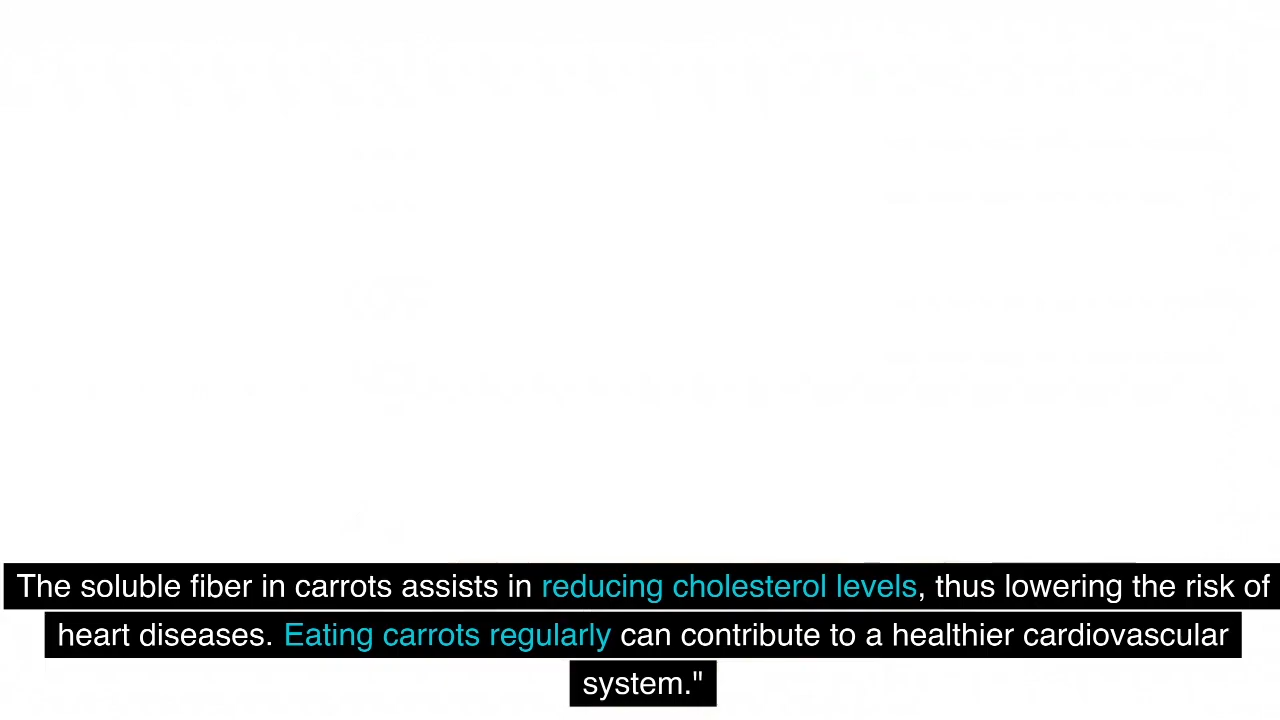 The soluble fiber in carrots assists in reducing cholesterol levels, thus lowering the risk of
heart diseases. Eating carrots regularly can contribute to a healthier cardiovascular
system."